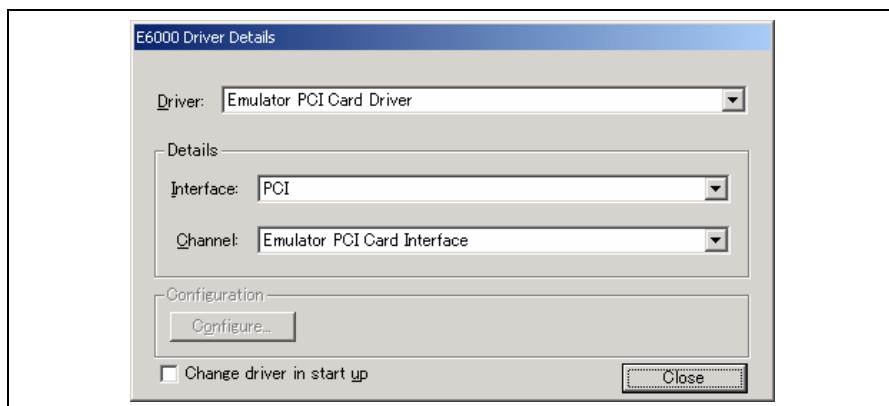 E6000 Driver Details
Driver: Emulator PCI Card Driver
Details
Interface: PCI
Channel: Emulator PCI Card Interface
Configuration
Configure...
Change driver in start up
Close